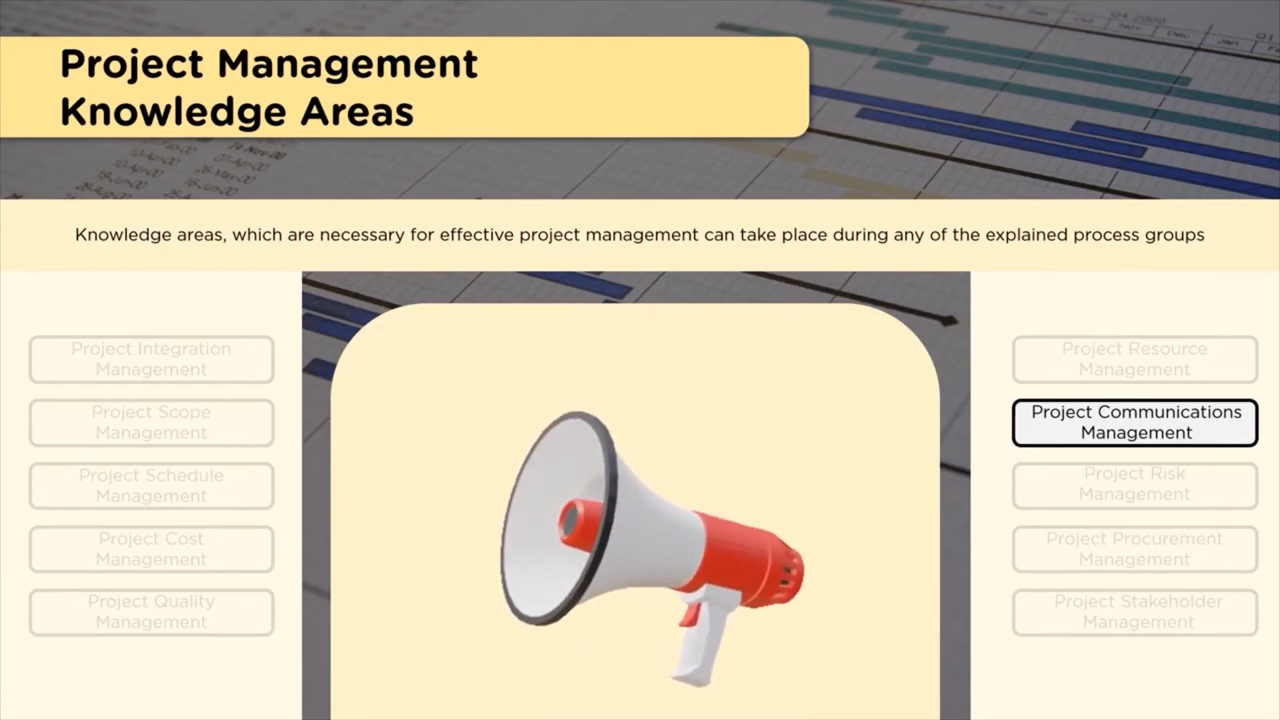 Project Management
Knowledge Areas
Knowledge areas, which are necessary for effective project management can take place during any of the explained process groups
Project Integration
Management
Project Scope
Management
Project Schedule
Management
Project Cost
Management
Project Quality
Management
Project Resource
Management
Project Communications
Management
Project Risk
Management
Project Procurement
Management
Project Stakeholder
Management